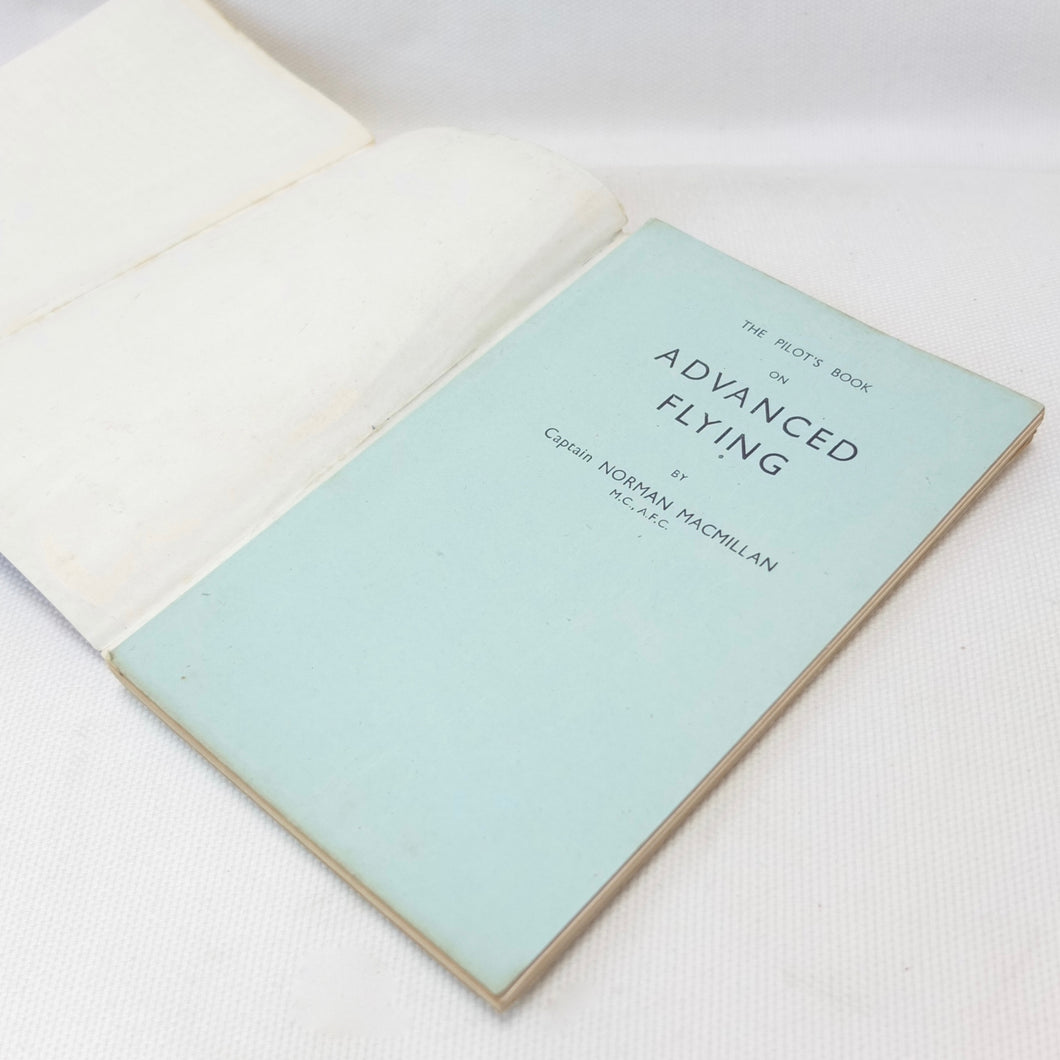 THE PILOT'S BOOK
ON
ADVANCED
FLYING
BY
Captain NORMAN MACMILLAN
M.C., A.F.C.